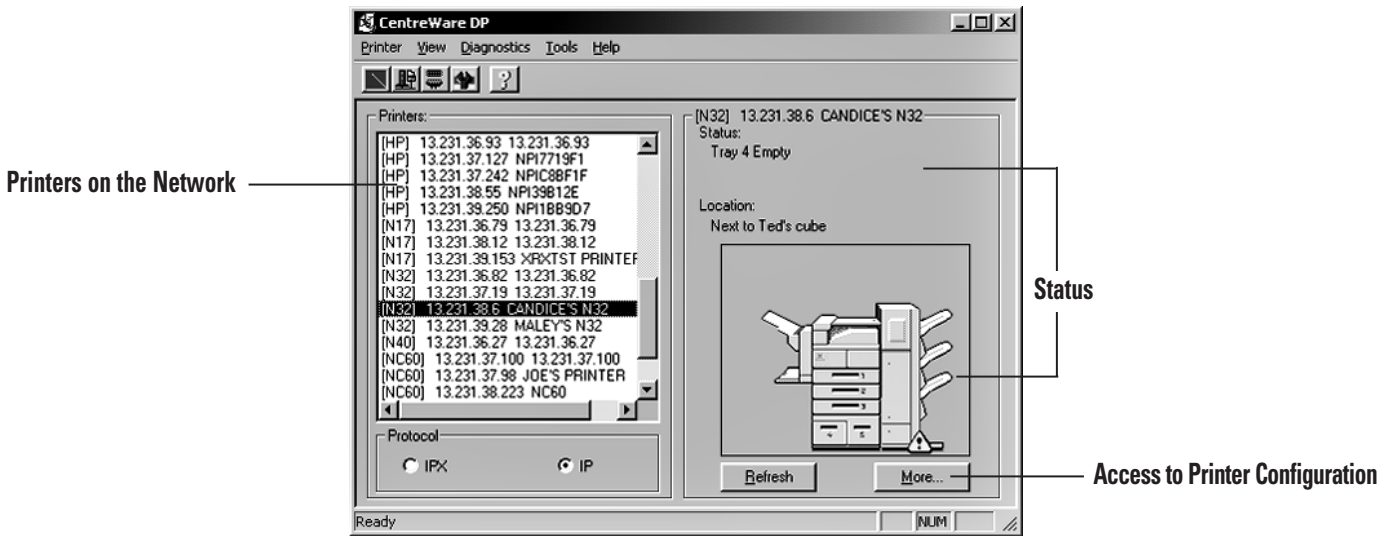 CentreWare DP
Printer View Diagnostics Tools Help
Printers:
[HP] 13.231.36.93 13.231.36.93
[HP] 13.231.37.127 NPI7719F1
[HP] 13.231.37.242 NPIC8BF1F
[HP] 13.231.38.55 NPI39B12E
[HP] 13.231.39.250 NPI1BB9D7
[N17] 13.231.36.79 13.231.36.79
[N17] 13.231.38.12 13.231.38.12
[N17] 13.231.39.153 XRXTST PRINTER
[N32] 13.231.36.82 13.231.36.82
[N32] 13.231.37.19 13.231.37.19
[N32] 13.231.38.6 CANDICE'S N32
[N32] 13.231.39.28 MALEY'S N32
[N40] 13.231.36.27 13.231.36.27
[NC60] 13.231.37.100 13.231.37.100
[NC60] 13.231.37.98 JOE'S PRINTER
[NC60] 13.231.38.223 NC60
Protocol
IPX IP
[N32] 13.231.38.6 CANDICE'S N32
Status:
Tray 4 Empty
Location:
Next to Ted's cube
1
2
3
4 5
Refresh More...
Ready NUM
Printers on the Network
Status
Access to Printer Configuration